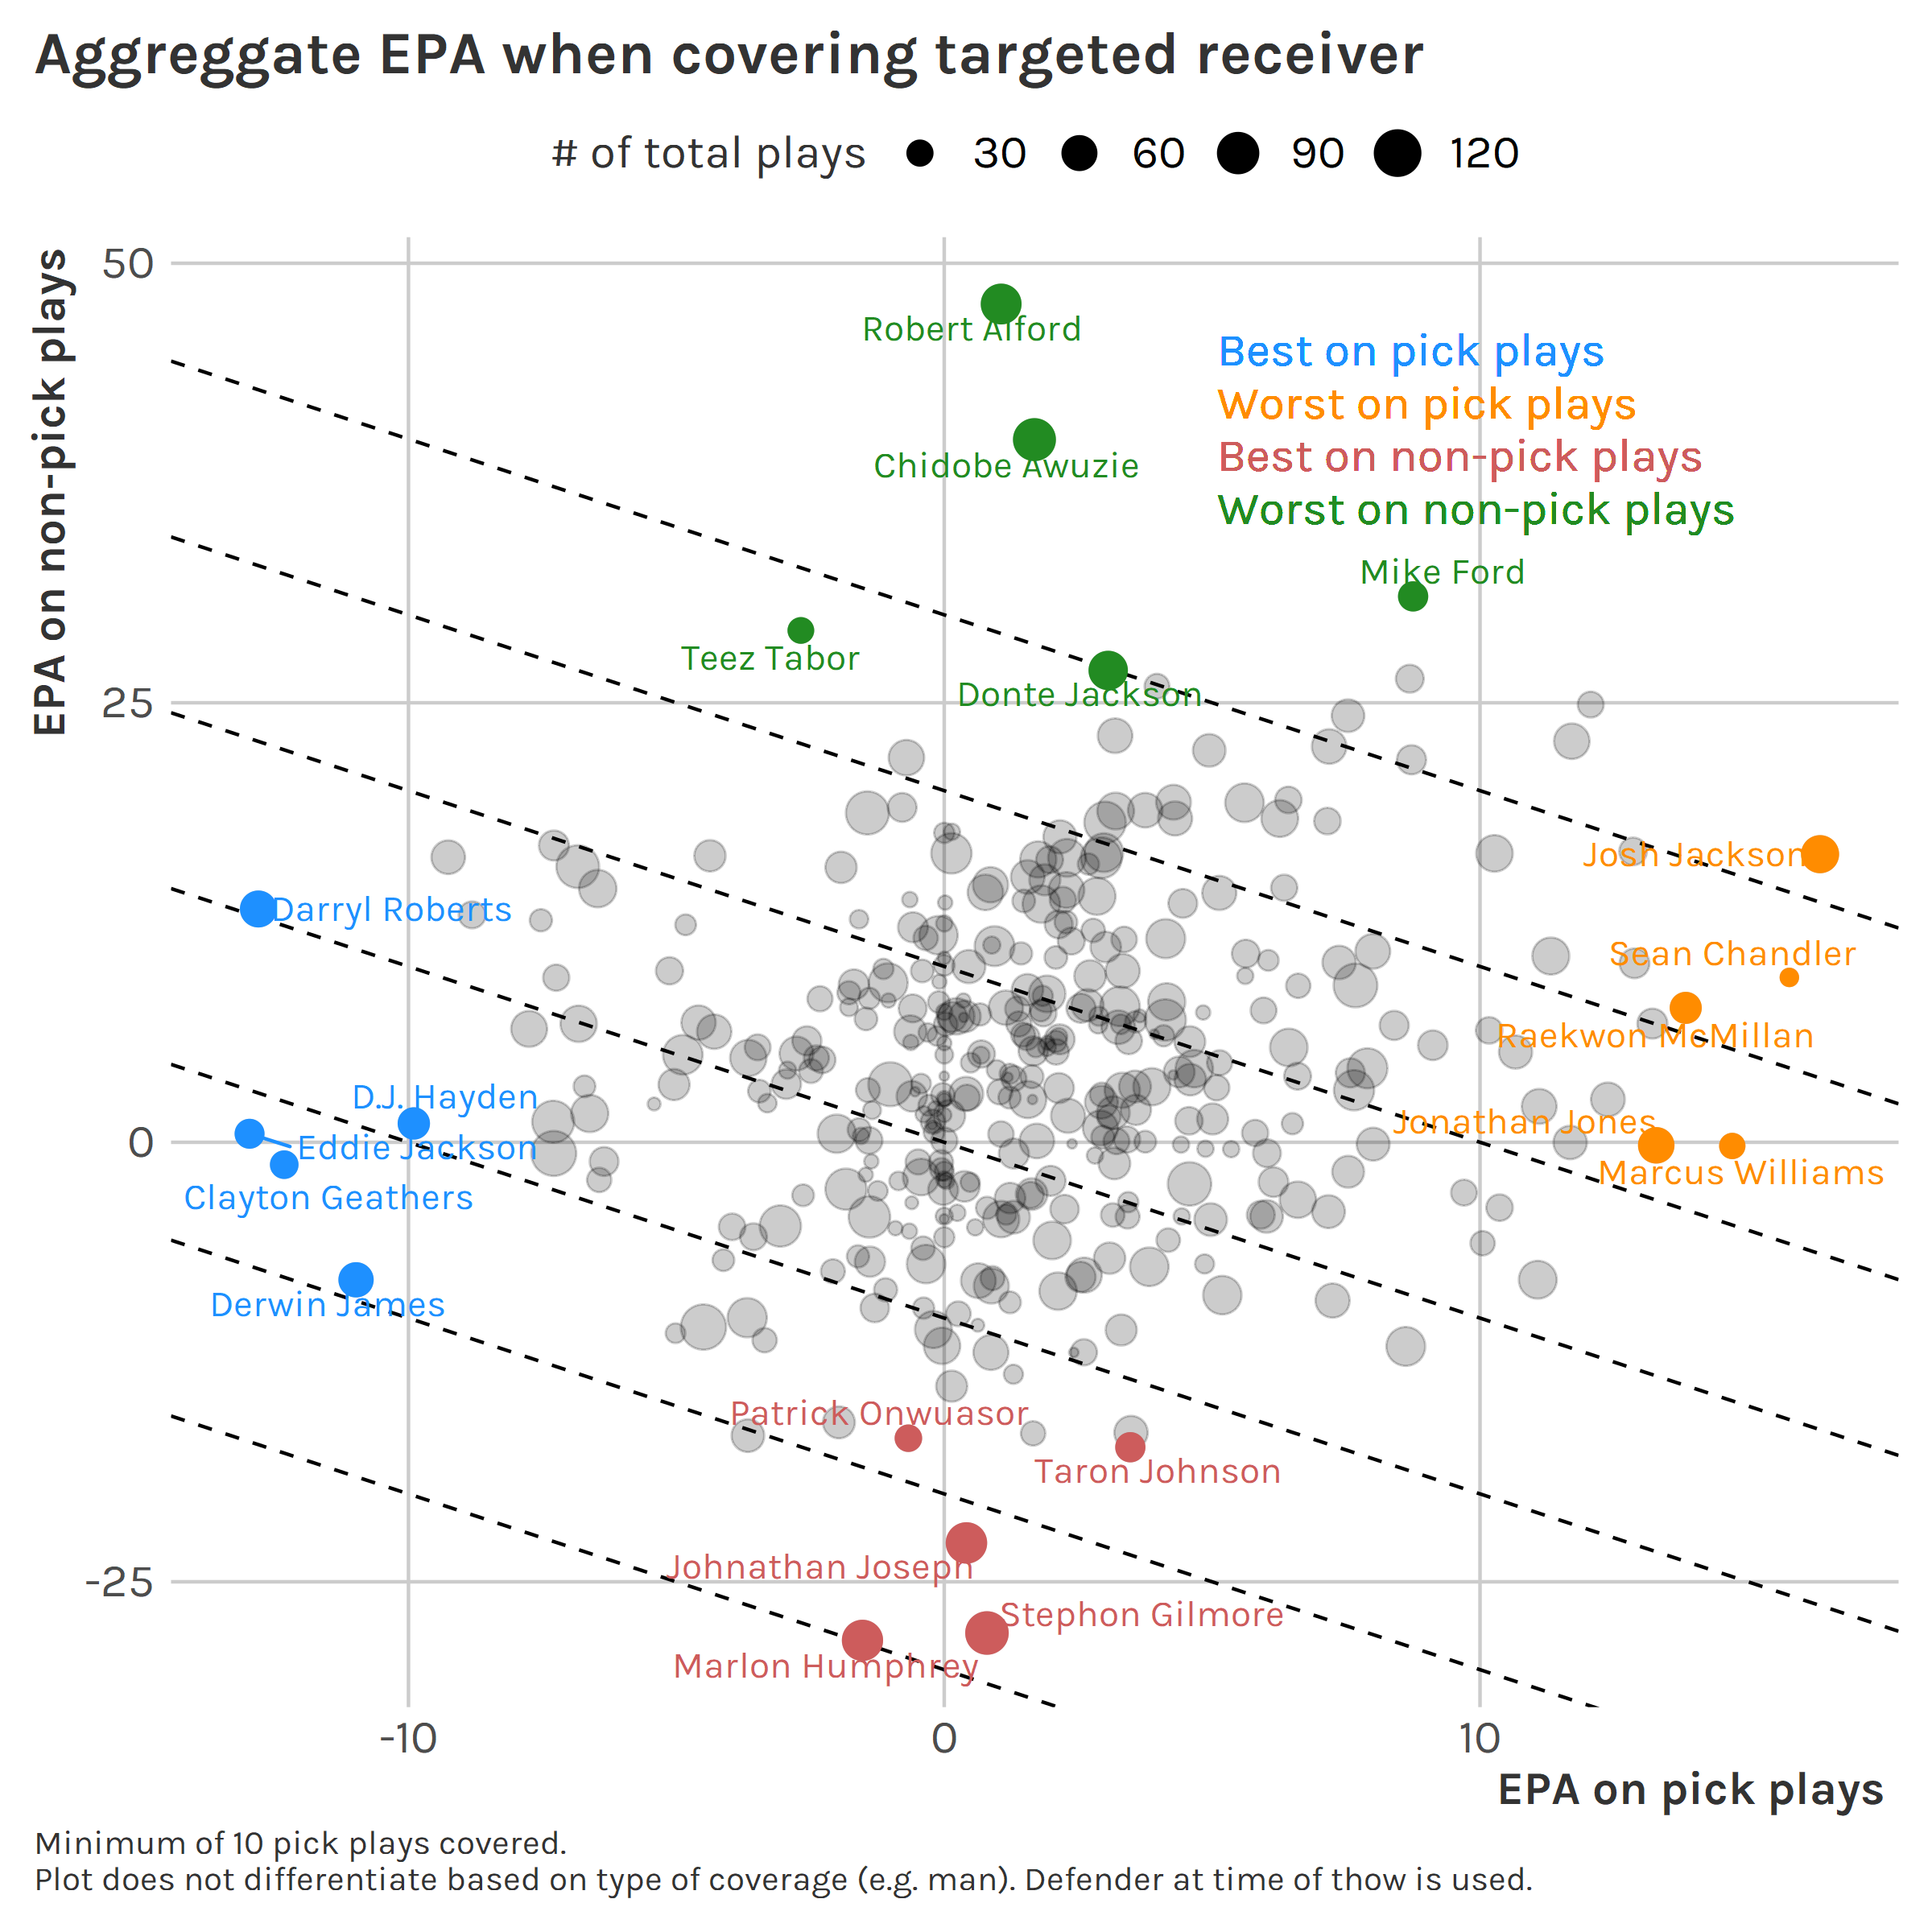 Aggreggate EPA when covering targeted receiver
# of total plays 30 60 90 120
EPA on non-pick plays
50
25
0
-25
Robert Alford
Best on pick plays
Worst on pick plays
Best on non-pick plays
Worst on non-pick plays
Chidobe Awuzie
Mike Ford
Teez Tabor
Donte Jackson
Josh Jackson
Darryl Roberts
Sean Chandler
Raekwon McMillan
D.J. Hayden
Jonathan Jones
Eddie Jackson
Marcus Williams
Clayton Geathers
Derwin James
Patrick Onwuasor
Taron Johnson
Johnathan Joseph
Stephon Gilmore
Marlon Humphrey
-10 0 10
EPA on pick plays
Minimum of 10 pick plays covered.
Plot does not differentiate based on type of coverage (e.g. man). Defender at time of thow is used.